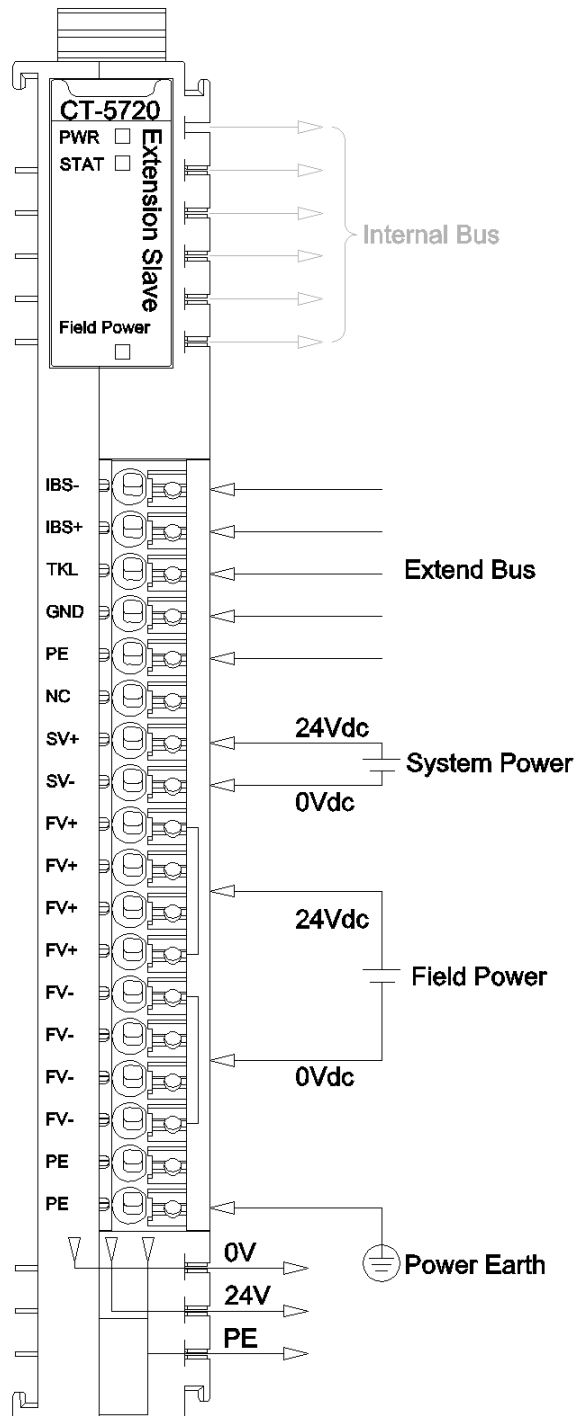 CT-5720
PWR
STAT
Extension Slave
Field Power
Internal Bus
IBS-
IBS+
TKL
GND
PE
NC
SV+
SV-
FV+
FV+
FV+
FV+
FV-
FV-
FV-
FV-
PE
PE
Extend Bus
24Vdc
System Power
0Vdc
24Vdc
Field Power
0Vdc
Power Earth
0V
24V
PE